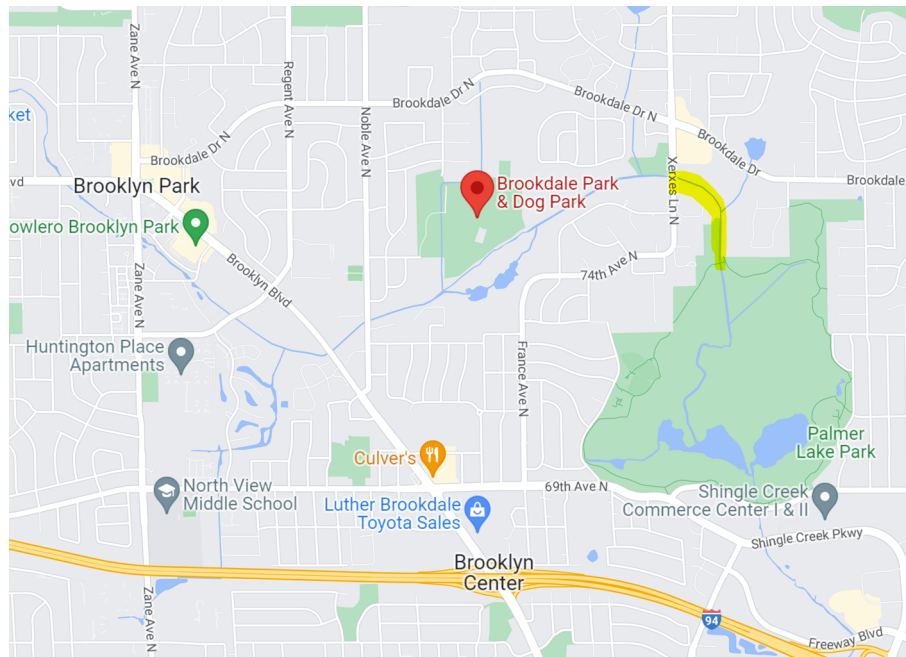 Zane Ave N
Regent Ave N
Noble Ave N
Brookdale Dr N
Brookdale Dr N
Brookdale Dr N
Brookdale Dr
Brookdale
ket
vd
Brooklyn Park
Xerxes Ln N
Brookdale Park
& Dog Park
owlero Brooklyn Park
Brooklyn Blvd
Zane Ave N
74th Ave N
France Ave N
Huntington Place
Apartments
Culver's
Palmer
Lake Park
North View
Middle School
69th Ave N
Luther Brookdale
Toyota Sales
Shingle Creek
Commerce Center I & II
Shingle Creek Pkwy
Brooklyn
Center
Zane Ave N
94
Freeway Blvd